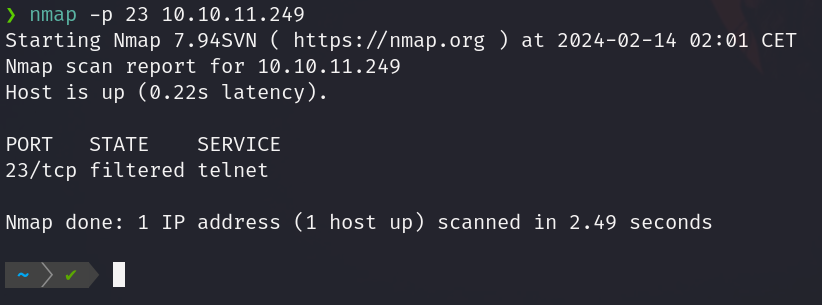 ❯ nmap -p 23 10.10.11.249
Starting Nmap 7.94SVN ( https://nmap.org ) at 2024-02-14 02:01 CET
Nmap scan report for 10.10.11.249
Host is up (0.22s latency).
PORT   STATE    SERVICE
23/tcp filtered telnet
Nmap done: 1 IP address (1 host up) scanned in 2.49 seconds
~ ✔